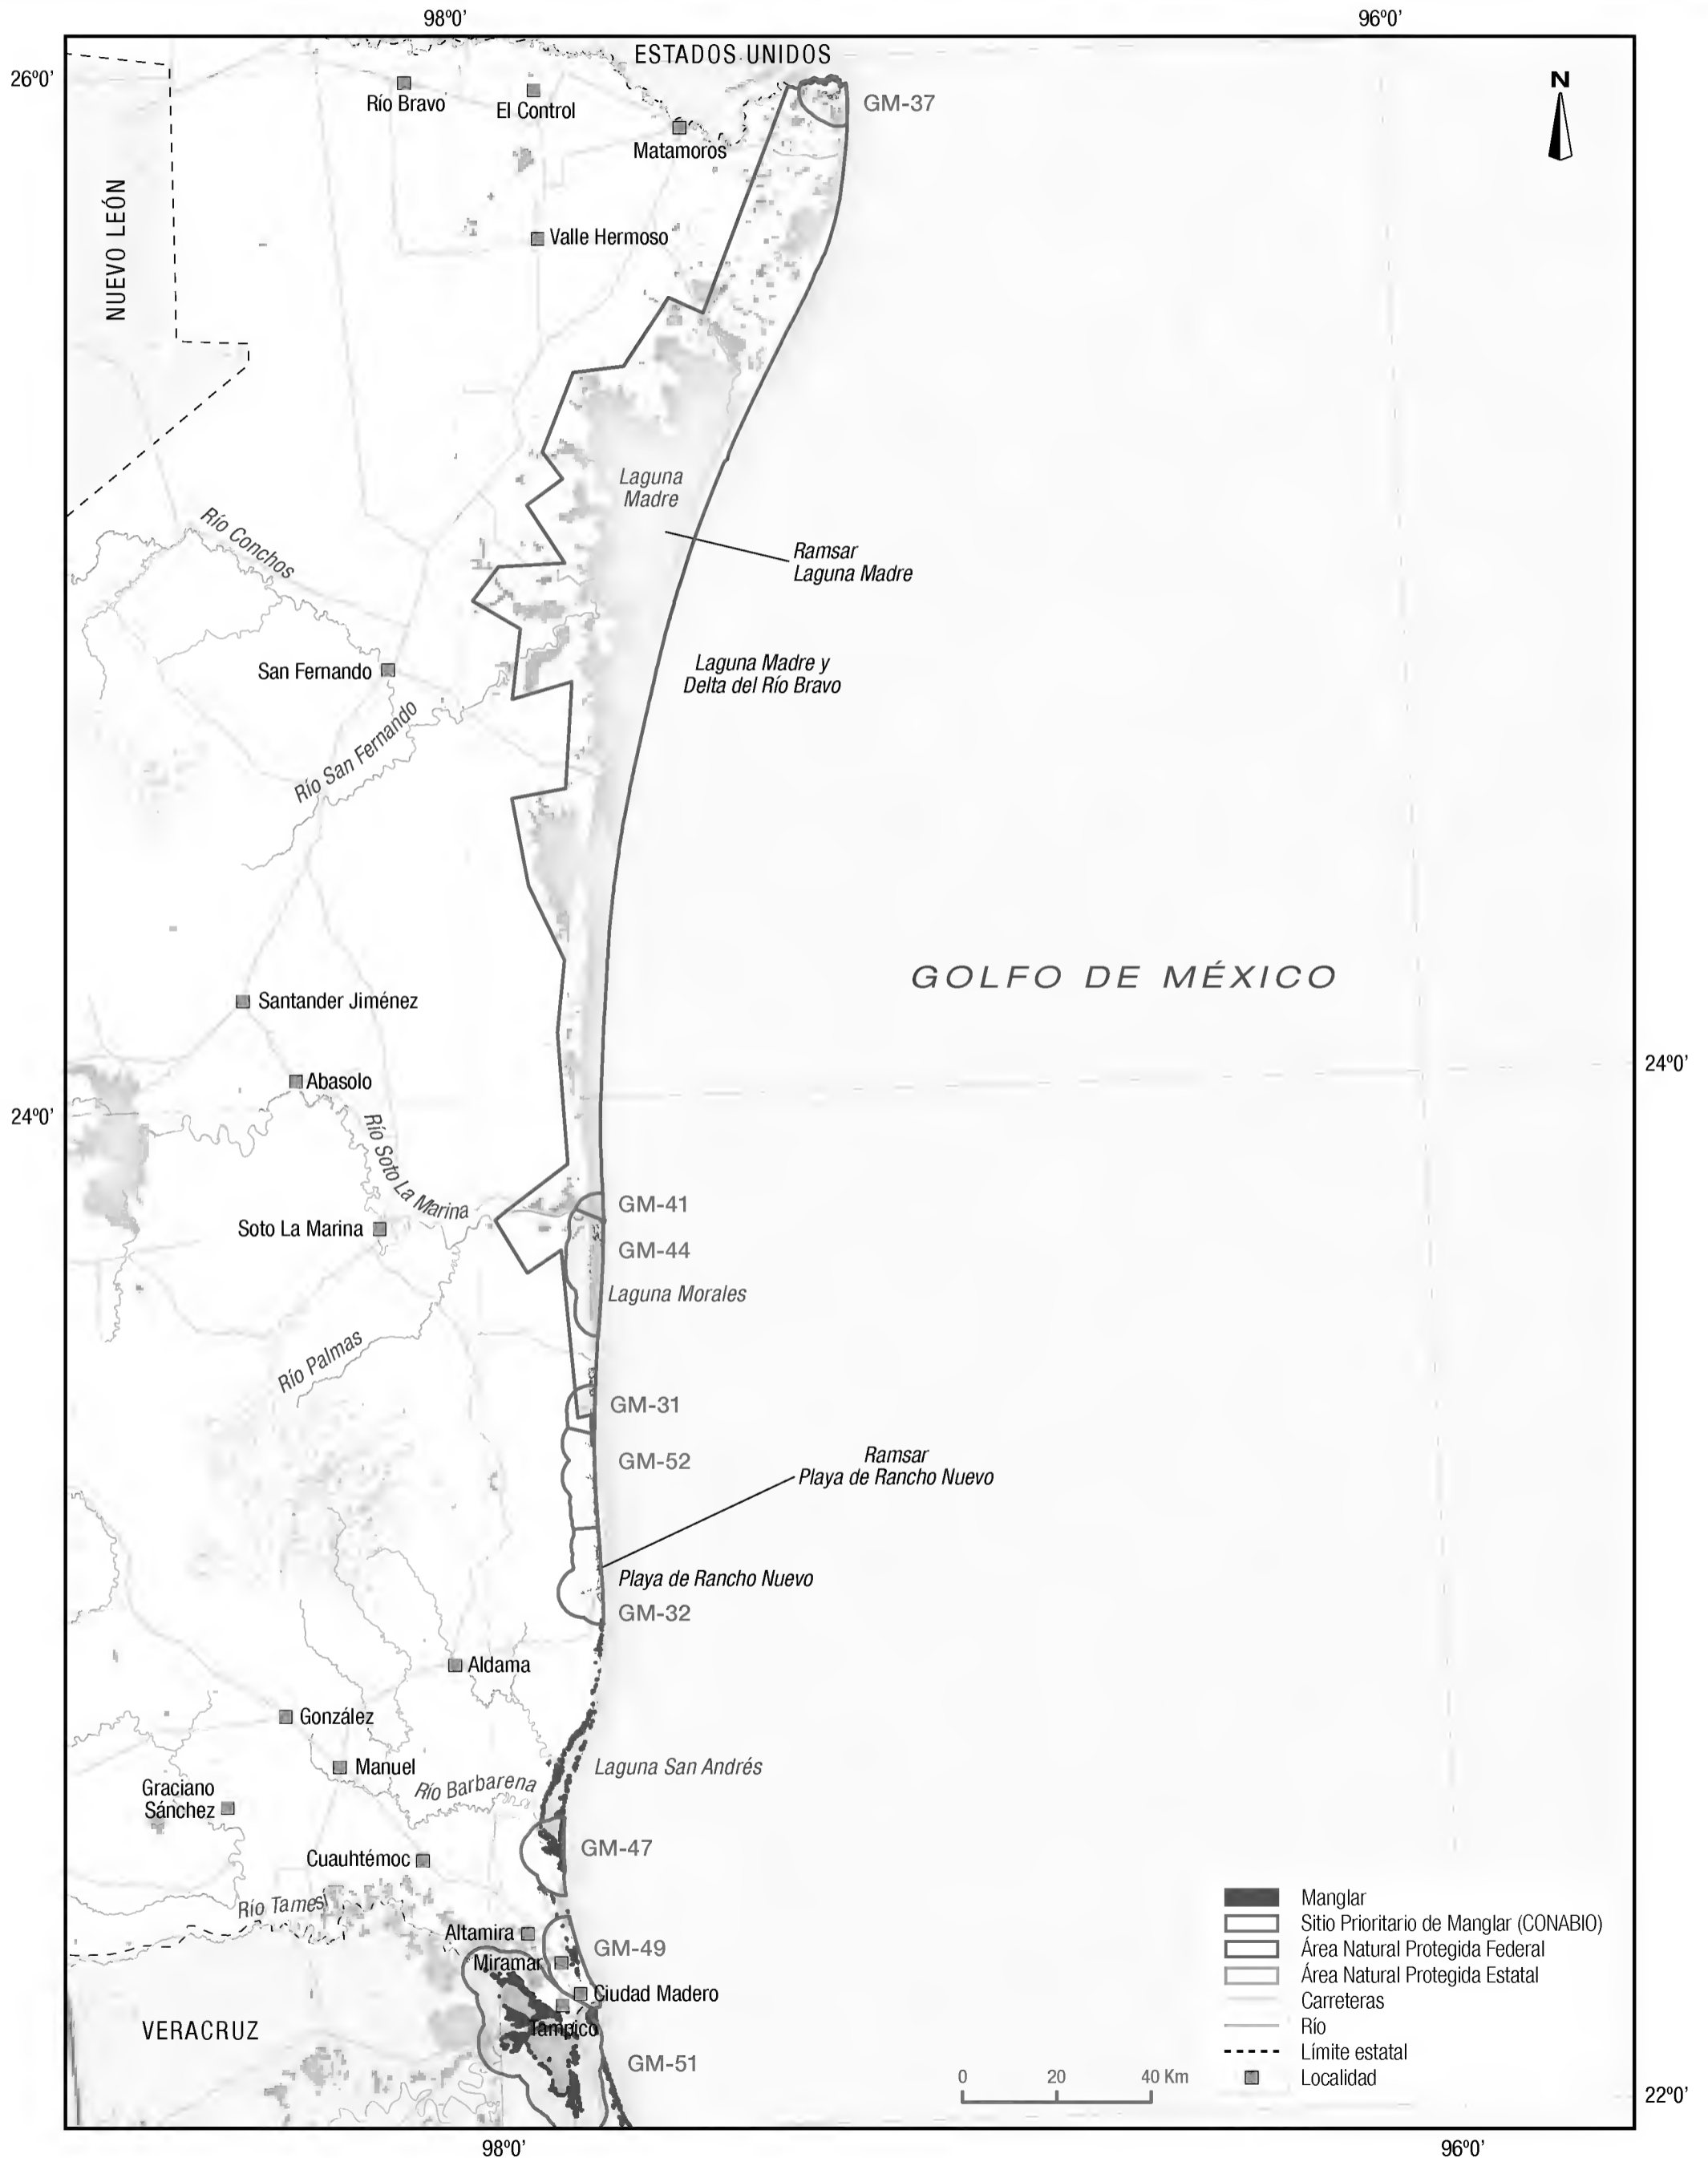 98º0'
96º0'
ESTADOS UNIDOS
26º0'
N
Río Bravo
El Control
GM-37
Matamoros
NUEVO LEÓN
Valle Hermoso
Laguna
Madre
Río Conchos
Ramsar
Laguna Madre
San Fernando
Laguna Madre y
Delta del Río Bravo
Río San Fernando
GOLFO DE MÉXICO
Santander Jiménez
24º0'
Abasolo
24º0'
Río Soto La Marina
GM-41
Soto La Marina
GM-44
Laguna Morales
Río Palmas
GM-31
GM-52
Ramsar
Playa de Rancho Nuevo
Playa de Rancho Nuevo
GM-32
Aldama
González
Laguna San Andrés
Manuel
Río Barbarena
Graciano
Sánchez
GM-47
Cuauhtémoc
Río Tamesi
Altamira
GM-49
Miramar
Ciudad Madero
Tampico
VERACRUZ
GM-51
Manglar
Sitio Prioritario de Manglar (CONABIO)
Área Natural Protegida Federal
Área Natural Protegida Estatal
Carreteras
Río
Límite estatal
Localidad
0 20 40 Km
22º0'
98º0'
96º0'